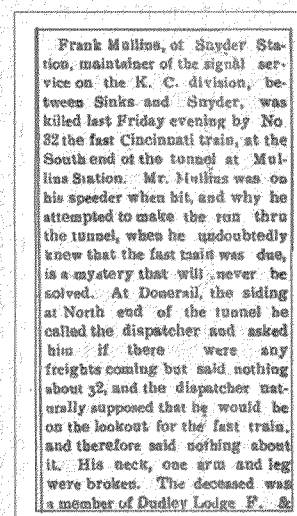 Frank Mullins, of Snyder Sta-
tion, maintainer of the signal ser-
vice on the K. C. division, be-
tween Sinks and Snyder, was
killed last Friday evening by No
32 the fast Cincinnati train, at the
South end of the tunnel at Mul-
lins Station. Mr. Mullins was on
his speeder when hit, and why he
attempted to make the run thru
the tunnel, when he undoubtedly
knew that the fast train was due,
is a mystery that will never be
solved. At Donerail, the siding
at North end of the tunnel he
called the dispatcher and asked
him if there were any
freights coming but said nothing
about 32, and the dispatcher nat-
urally supposed that he would be
on the lookout for the fast train,
and therefore said nothing about
it. His neck, one arm and leg
were broken. The deceased was
a member of Dudley Lodge F. &